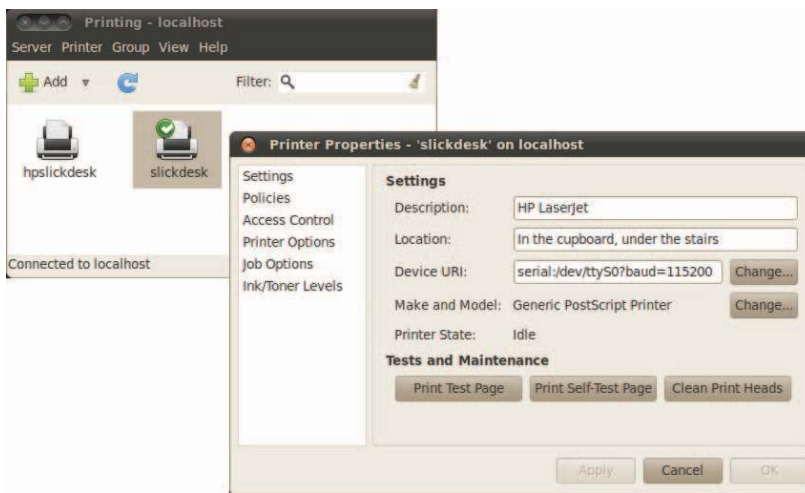 Printing - localhost
Server Printer Group View Help
Add Filter:
hpslickdesk slickdesk
Connected to localhost
Printer Properties - 'slickdesk' on localhost
Settings
Policies
Access Control
Printer Options
Job Options
Ink/Toner Levels
Settings
Description: HP LaserJet
Location: In the cupboard, under the stairs
Device URI: serial:/dev/ttyS0?baud=115200 Change...
Make and Model: Generic PostScript Printer Change...
Printer State: Idle
Tests and Maintenance
Print Test Page Print Self-Test Page Clean Print Heads
Apply Cancel OK